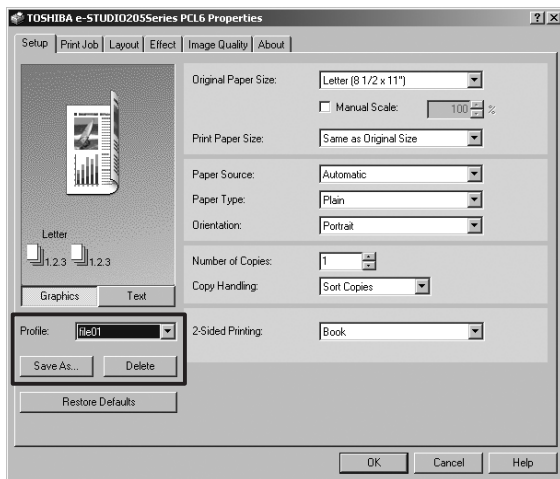 TOSHIBA e-STUDIO205Series PCL6 Properties
Setup Print Job Layout Effect Image Quality About
Original Paper Size: Letter (8 1/2 x 11")
Manual Scale: 100 %
Print Paper Size: Same as Original Size
Paper Source: Automatic
Paper Type: Plain
Orientation: Portrait
Letter
1.2.3 1.2.3
Number of Copies: 1
Copy Handling: Sort Copies
Graphics Text
Profile: file01
2-Sided Printing: Book
Save As... Delete
Restore Defaults
OK Cancel Help